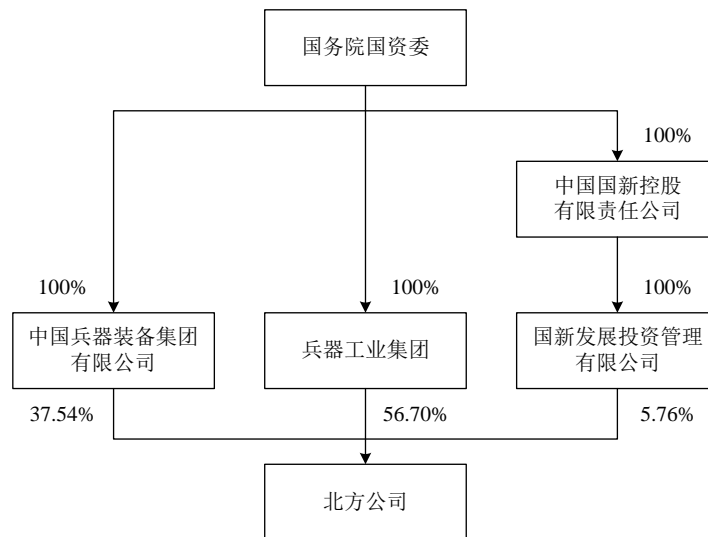 国务院国资委
100%
中国国新控股
有限责任公司
100%
100%
100%
中国兵器装备集团
有限公司
兵器工业集团
国新发展投资管理
有限公司
37.54%
56.70%
5.76%
北方公司